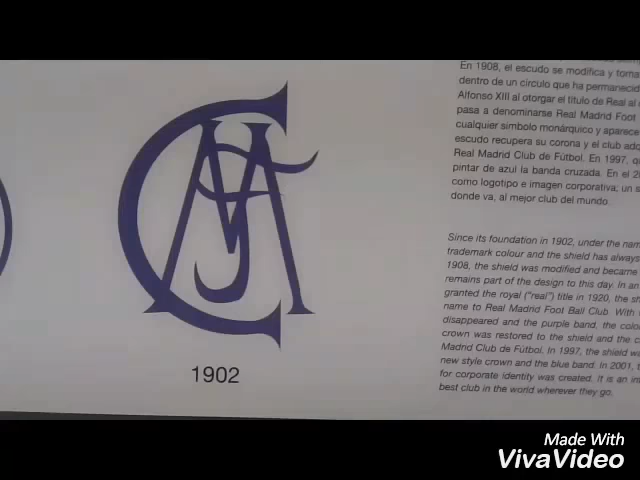 En 1908, el escudo se modifica y toma
dentro de un circulo que ha permanecid
Alfonso XIII al otorgar el título de Real al
pasa a denominarse Real Madrid Foot
cualquier simbolo monárquico y aparece
escudo recupera su corona y el club ado
Real Madrid Club de Fútbol. En 1997, q
pintar de azul la banda cruzada. En el 2
como logotipo e imagen corporativa; un s
donde va, al mejor club del mundo.
Since its foundation in 1902, under the nam
trademark colour and the shield has always
1908, the shield was modified and became
remains part of the design to this day. In an
granted the royal ("real") title in 1920, the sh
name to Real Madrid Foot Ball Club. With
disappeared and the purple band, the colo
crown was restored to the shield and the c
Madrid Club de Fútbol. In 1997, the shield wa
new style crown and the blue band. In 2001, t
for corporate identity was created. It is an in
best club in the world wherever they go.
1902
Made With
VivaVideo